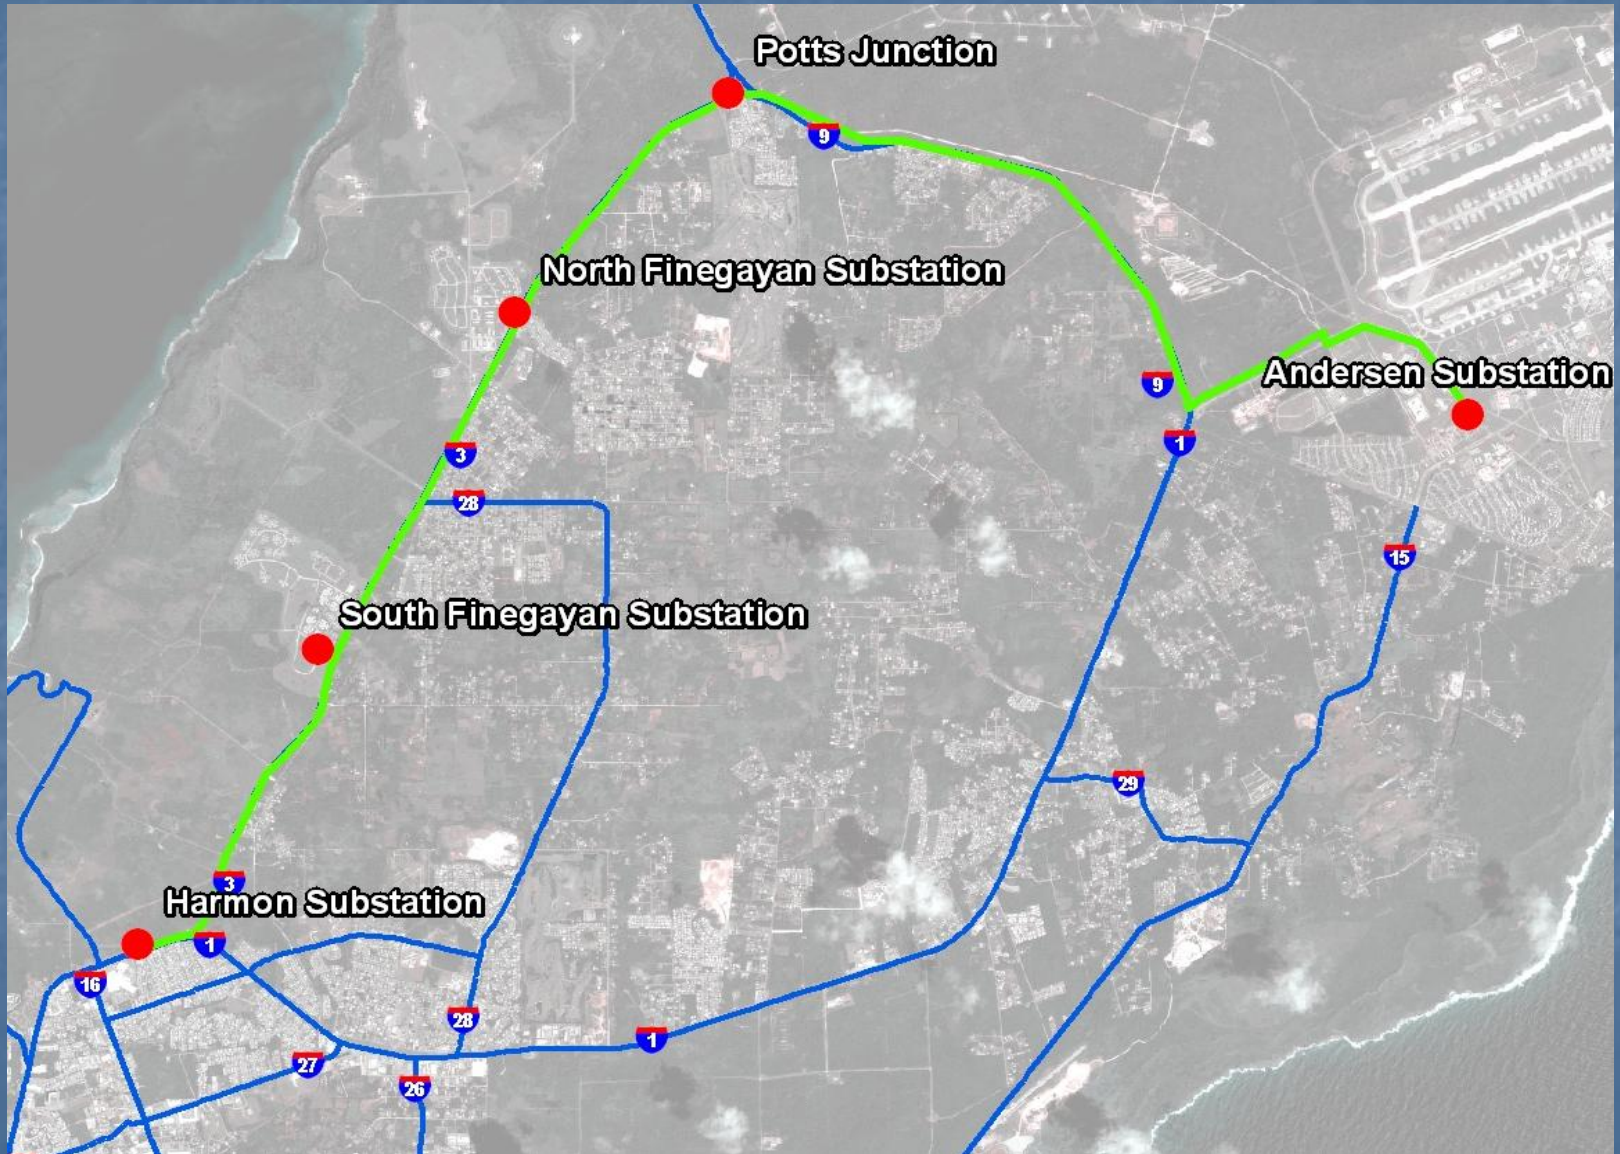 Potts Junction
9
North Finegayan Substation
Andersen Substation
9
1
3
28
15
South Finegayan Substation
29
3
Harmon Substation
1
16
28
1
27
26